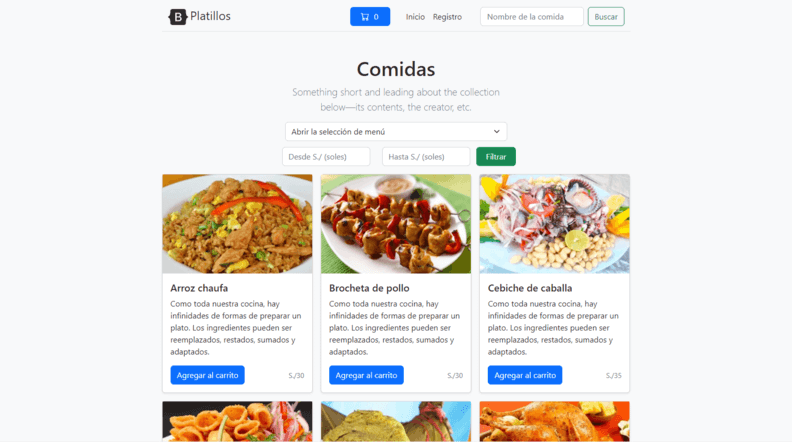 B Platillos
0
Inicio
Registro
Nombre de la comida
Buscar
Comidas
Something short and leading about the collection
below—its contents, the creator, etc.
Abrir la selección de menú
Desde S./ (soles)
Hasta S./ (soles)
Filtrar
Arroz chaufa
Como toda nuestra cocina, hay
infinidades de formas de preparar un
plato. Los ingredientes pueden ser
reemplazados, restados, sumados y
adaptados.
Agregar al carrito
S./30
Brocheta de pollo
Como toda nuestra cocina, hay
infinidades de formas de preparar un
plato. Los ingredientes pueden ser
reemplazados, restados, sumados y
adaptados.
Agregar al carrito
S./30
Cebiche de caballa
Como toda nuestra cocina, hay
infinidades de formas de preparar un
plato. Los ingredientes pueden ser
reemplazados, restados, sumados y
adaptados.
Agregar al carrito
S./35